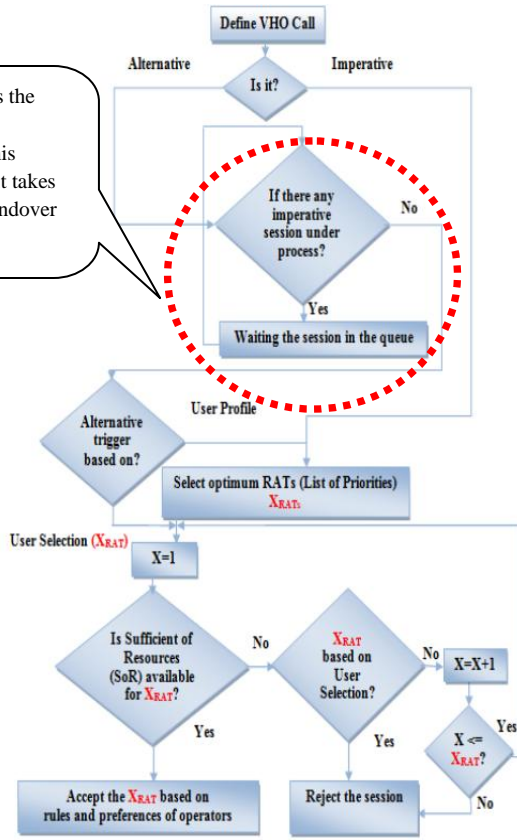 Define VHO Call
Alternative
Imperative
Is it?
s the
is
t takes
ndover
If there any
imperative
session under
process?
No
Yes
Waiting the session in the queue
User Profile
Alternative
trigger
based on?
Select optimum RATs (List of Priorities)
XRATs
User Selection (XRAT)
X=1
Is Sufficient of
Resources
(SoR) available
for XRAT?
No
XRAT
based on
User
Selection?
No
X=X+1
Yes
Yes
X <=
XRAT?
Yes
No
Accept the XRAT based on
rules and preferences of operators
Reject the session